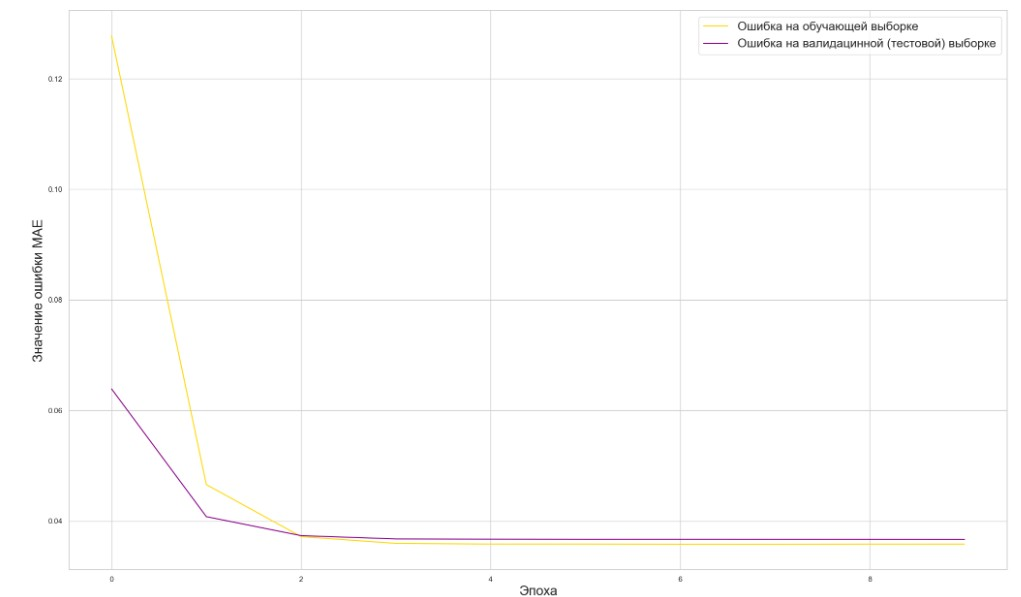 Ошибка на обучающей выборке
Ошибка на валидацинной (тестовой) выборке
Значение ошибки MAE
0.12
0.10
0.08
0.06
0.04
0 2 4 6 8
Эпоха